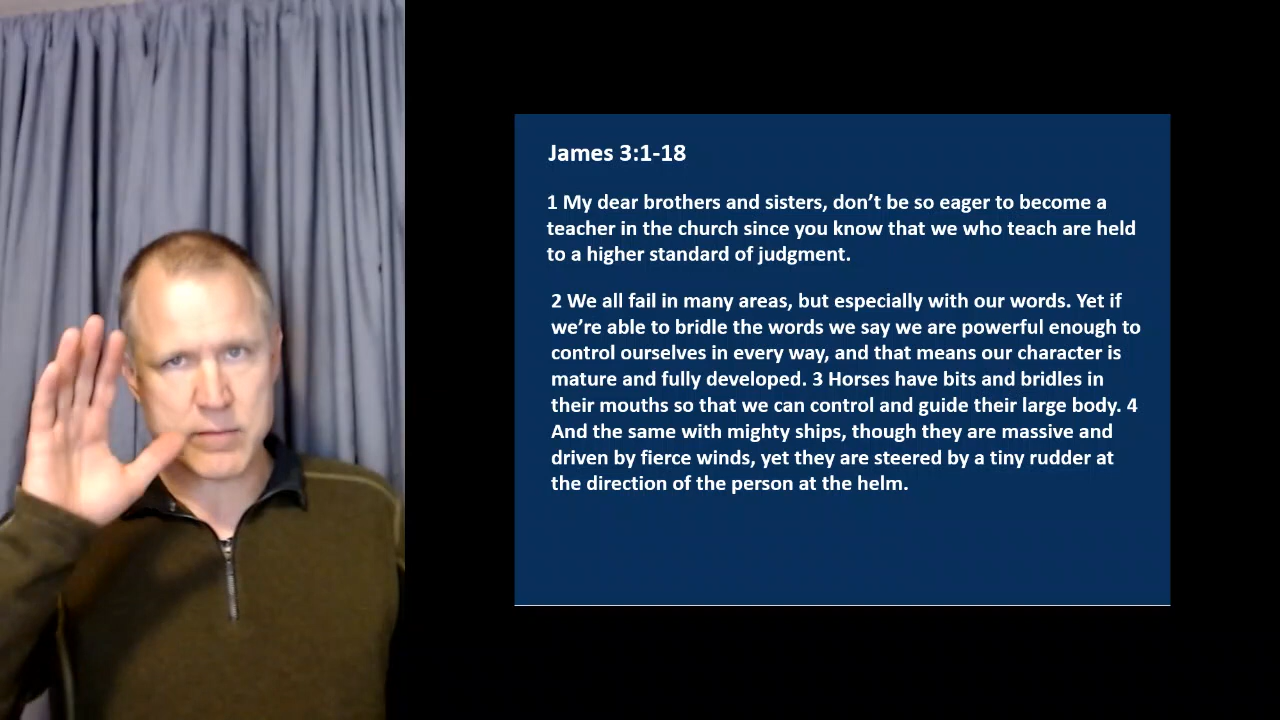 James 3:1-18
1 My dear brothers and sisters, don’t be so eager to become a
teacher in the church since you know that we who teach are held
to a higher standard of judgment.
2 We all fail in many areas, but especially with our words. Yet if
we’re able to bridle the words we say we are powerful enough to
control ourselves in every way, and that means our character is
mature and fully developed. 3 Horses have bits and bridles in
their mouths so that we can control and guide their large body. 4
And the same with mighty ships, though they are massive and
driven by fierce winds, yet they are steered by a tiny rudder at
the direction of the person at the helm.